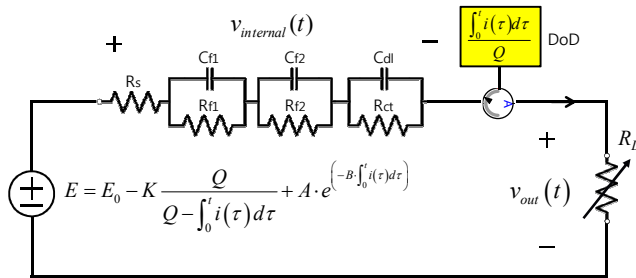 + v_internal(t) −
∫₀ᵗ i(τ)dτ / Q DoD
Cf1 Cf2 Cdl
Rs Rf1 Rf2 Rct
A
E = E₀ − K Q / (Q − ∫₀ᵗ i(τ)dτ) + A · e^(−B·∫₀ᵗ i(τ)dτ)
+
v_out(t) R_L
−